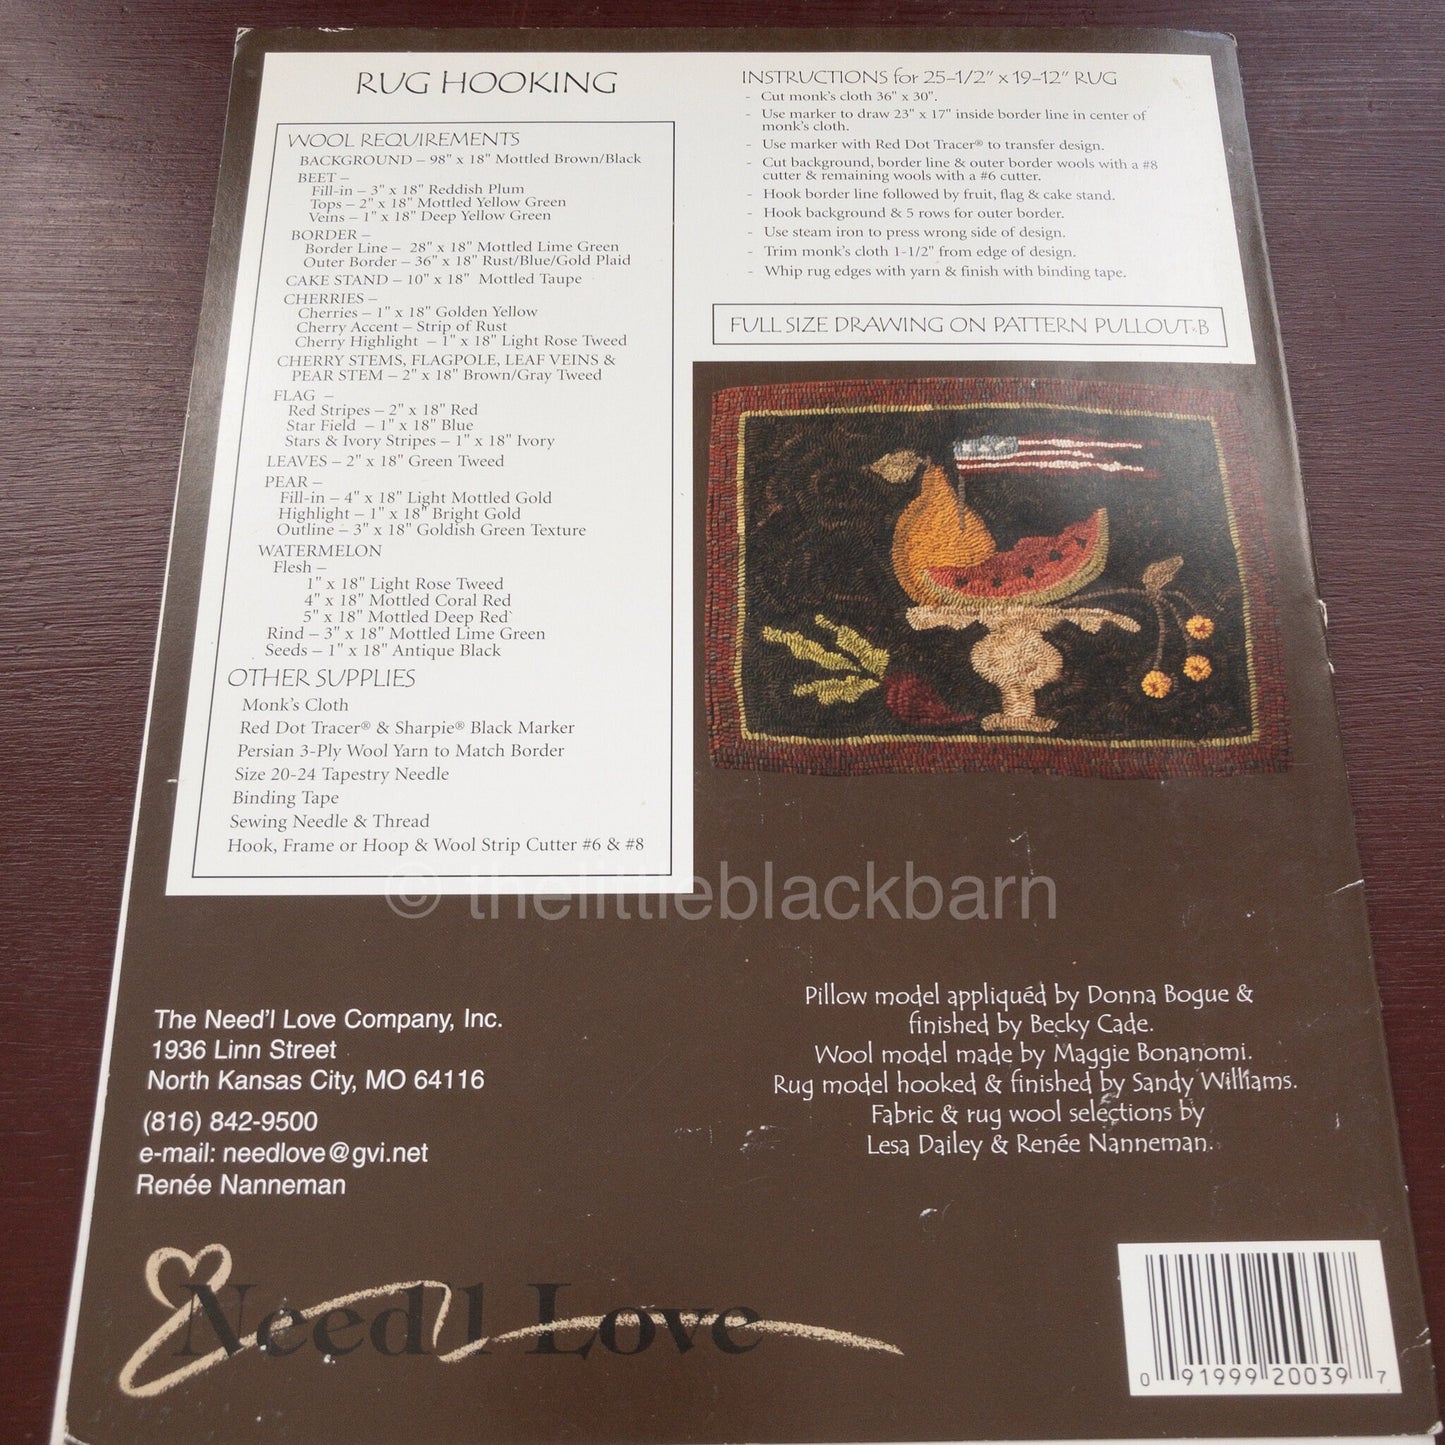 RUG HOOKING
WOOL REQUIREMENTS
BACKGROUND – 98" x 18" Mottled Brown/Black
BEET –
Fill-in – 3" x 18" Reddish Plum
Tops – 2" x 18" Mottled Yellow Green
Veins – 1" x 18" Deep Yellow Green
BORDER –
Border Line – 28" x 18" Mottled Lime Green
Outer Border – 36" x 18" Rust/Blue/Gold Plaid
CAKE STAND – 10" x 18" Mottled Taupe
CHERRIES –
Cherries – 1" x 18" Golden Yellow
Cherry Accent – Strip of Rust
Cherry Highlight – 1" x 18" Light Rose Tweed
CHERRY STEMS, FLAGPOLE, LEAF VEINS &
PEAR STEM – 2" x 18" Brown/Gray Tweed
FLAG –
Red Stripes – 2" x 18" Red
Star Field – 1" x 18" Blue
Stars & Ivory Stripes – 1" x 18" Ivory
LEAVES – 2" x 18" Green Tweed
PEAR –
Fill-in – 4" x 18" Light Mottled Gold
Highlight – 1" x 18" Bright Gold
Outline – 3" x 18" Goldish Green Texture
WATERMELON
Flesh –
1" x 18" Light Rose Tweed
4" x 18" Mottled Coral Red
5" x 18" Mottled Deep Red
Rind – 3" x 18" Mottled Lime Green
Seeds – 1" x 18" Antique Black
OTHER SUPPLIES
Monk's Cloth
Red Dot Tracer® & Sharpie® Black Marker
Persian 3-Ply Wool Yarn to Match Border
Size 20-24 Tapestry Needle
Binding Tape
Sewing Needle & Thread
Hook, Frame or Hoop & Wool Strip Cutter #6 & #8
INSTRUCTIONS for 25-1/2" x 19-12" RUG
- Cut monk's cloth 36" x 30".
- Use marker to draw 23" x 17" inside border line in center of
monk's cloth.
- Use marker with Red Dot Tracer® to transfer design.
- Cut background, border line & outer border wools with a #8
cutter & remaining wools with a #6 cutter.
- Hook border line followed by fruit, flag & cake stand.
- Hook background & 5 rows for outer border.
- Use steam iron to press wrong side of design.
- Trim monk's cloth 1-1/2" from edge of design.
- Whip rug edges with yarn & finish with binding tape.
FULL SIZE DRAWING ON PATTERN PULLOUT B
© thelittleblackbarn
The Need'l Love Company, Inc.
1936 Linn Street
North Kansas City, MO 64116
(816) 842-9500
e-mail: needlove@gvi.net
Renée Nanneman
Pillow model appliquéd by Donna Bogue &
finished by Becky Cade.
Wool model made by Maggie Bonanomi.
Rug model hooked & finished by Sandy Williams.
Fabric & rug wool selections by
Lesa Dailey & Renée Nanneman.
Need'l Love
0 91999 20039 7